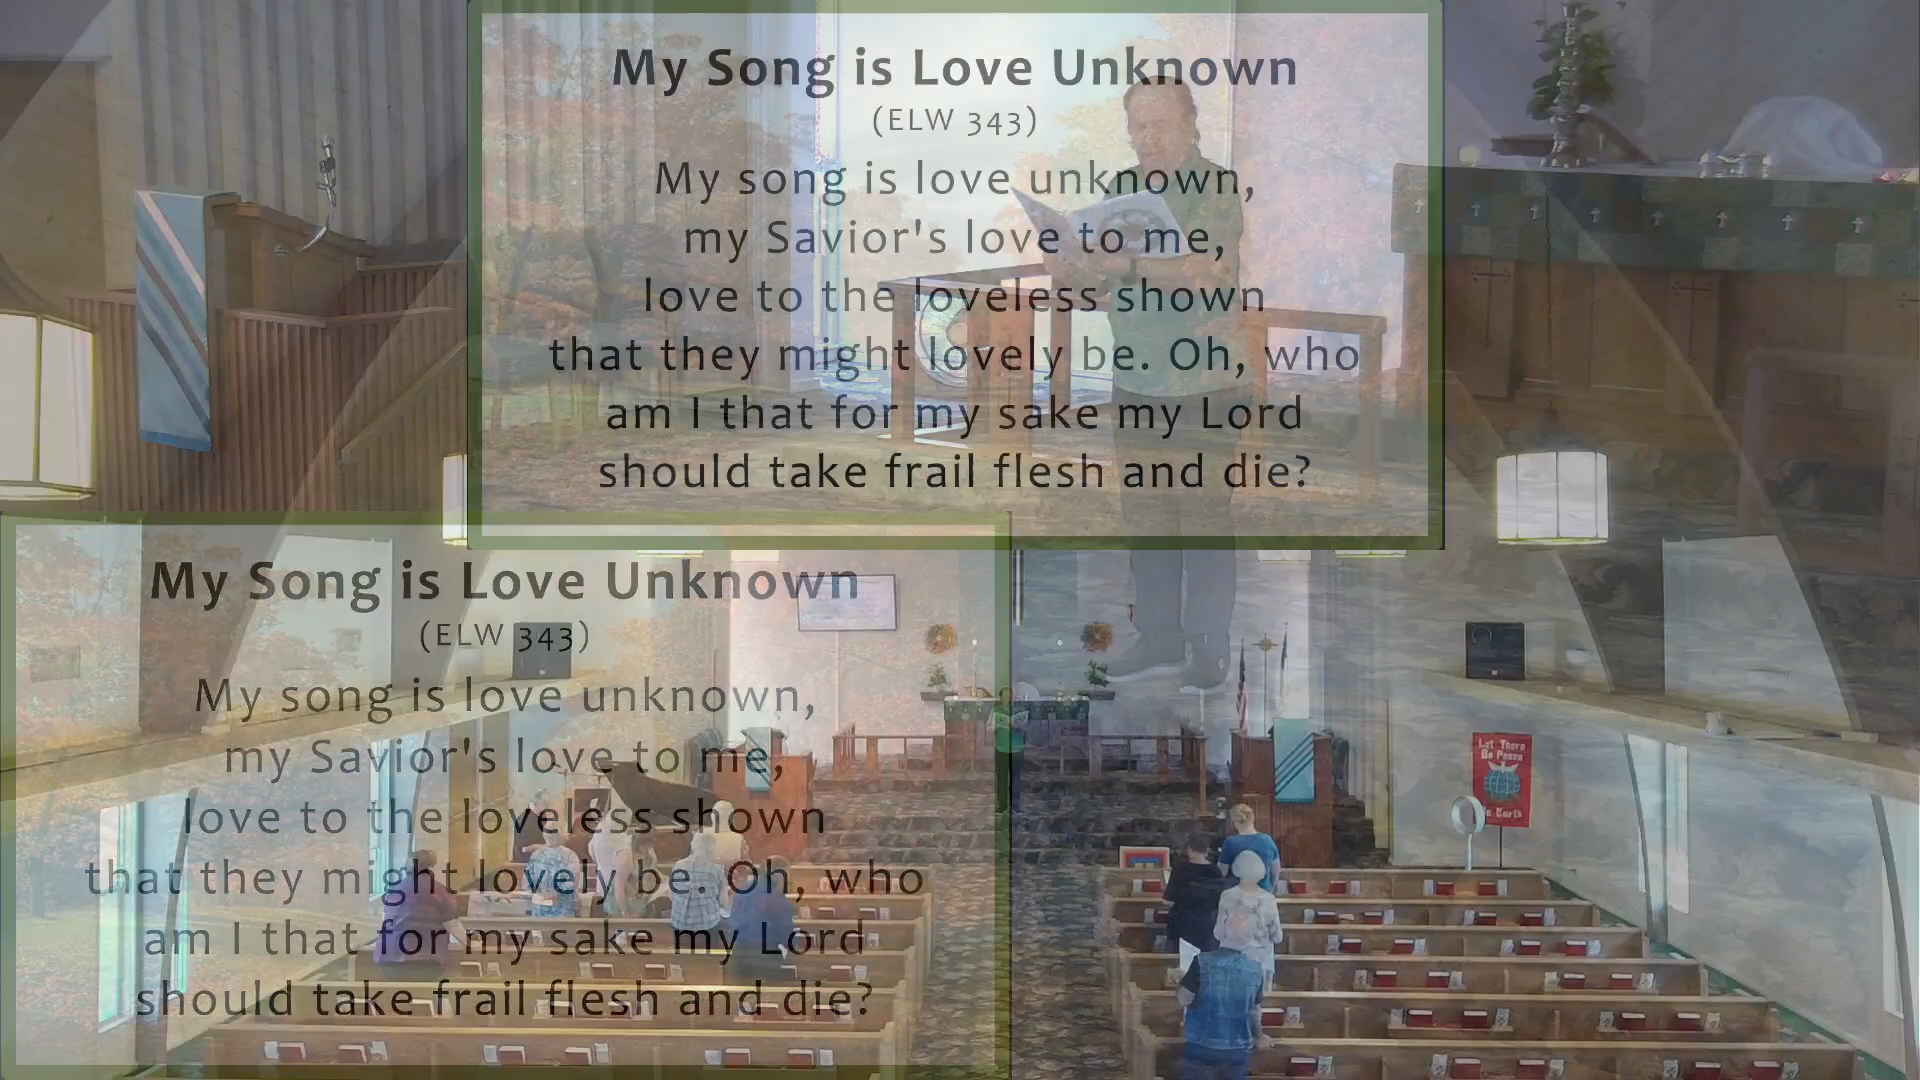 My Song is Love Unknown
(ELW 343)
My song is love unknown,
my Savior's love to me,
love to the loveless shown
that they might lovely be. Oh, who
am I that for my sake my Lord
should take frail flesh and die?
My Song is Love Unknown
(ELW 343)
My song is love unknown,
my Savior's love to me,
love to the loveless shown
that they might lovely be. Oh, who
am I that for my sake my Lord
should take frail flesh and die?
Let There
Be Peace
Earth